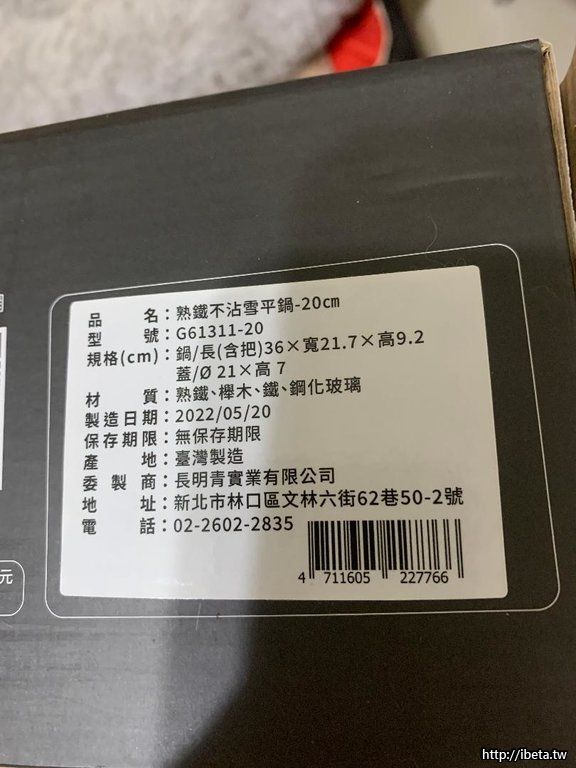 品名：熟鐵不沾雪平鍋-20cm
型號：G61311-20
規格(cm)：鍋/長(含把)36×寬21.7×高9.2
蓋/Ø 21×高 7
材質：熟鐵、櫸木、鐵、鋼化玻璃
製造日期：2022/05/20
保存期限：無保存期限
產地：臺灣製造
委製商：長明青實業有限公司
地址：新北市林口區文林六街62巷50-2號
電話：02-2602-2835
4 711605 227766
元
http://ibeta.tw